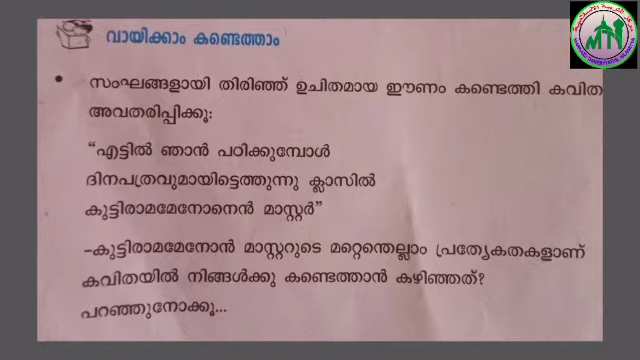 വായിക്കാം കണ്ടെത്താം
• സംഘങ്ങളായി തിരിഞ്ഞ് ഉചിതമായ ഈണം കണ്ടെത്തി കവിത
അവതരിപ്പിക്കൂ:
“എട്ടിൽ ഞാൻ പഠിക്കുമ്പോൾ
ദിനപത്രവുമായിട്ടെത്തുന്നു ക്ലാസിൽ
കുട്ടിരാമമേനോനെൻ മാസ്റ്റർ”
–കുട്ടിരാമമേനോൻ മാസ്റ്ററുടെ മറ്റെന്തെല്ലാം പ്രത്യേകതകളാണ്
കവിതയിൽ നിങ്ങൾക്കു കണ്ടെത്താൻ കഴിഞ്ഞത്?
പറഞ്ഞുനോക്കൂ...